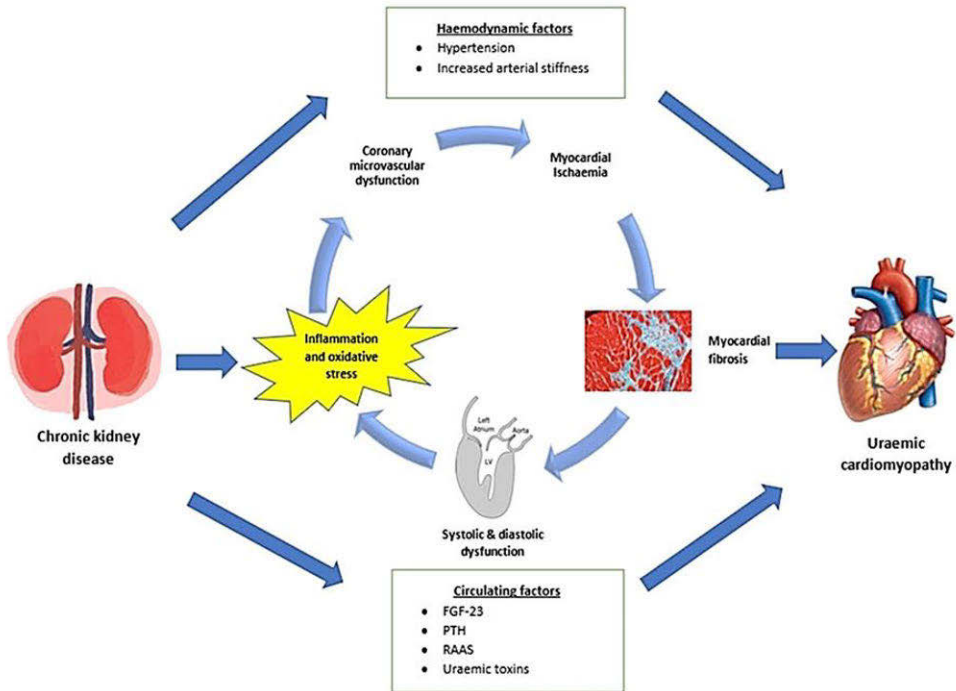 Haemodynamic factors
• Hypertension
• Increased arterial stiffness
Coronary
microvascular
dysfunction
Myocardial
Ischaemia
Inflammation
and oxidative
stress
Myocardial
fibrosis
Chronic kidney
disease
Left
Atrium
Aorta
LV
Uraemic
cardiomyopathy
Systolic & diastolic
dysfunction
Circulating factors
• FGF-23
• PTH
• RAAS
• Uraemic toxins